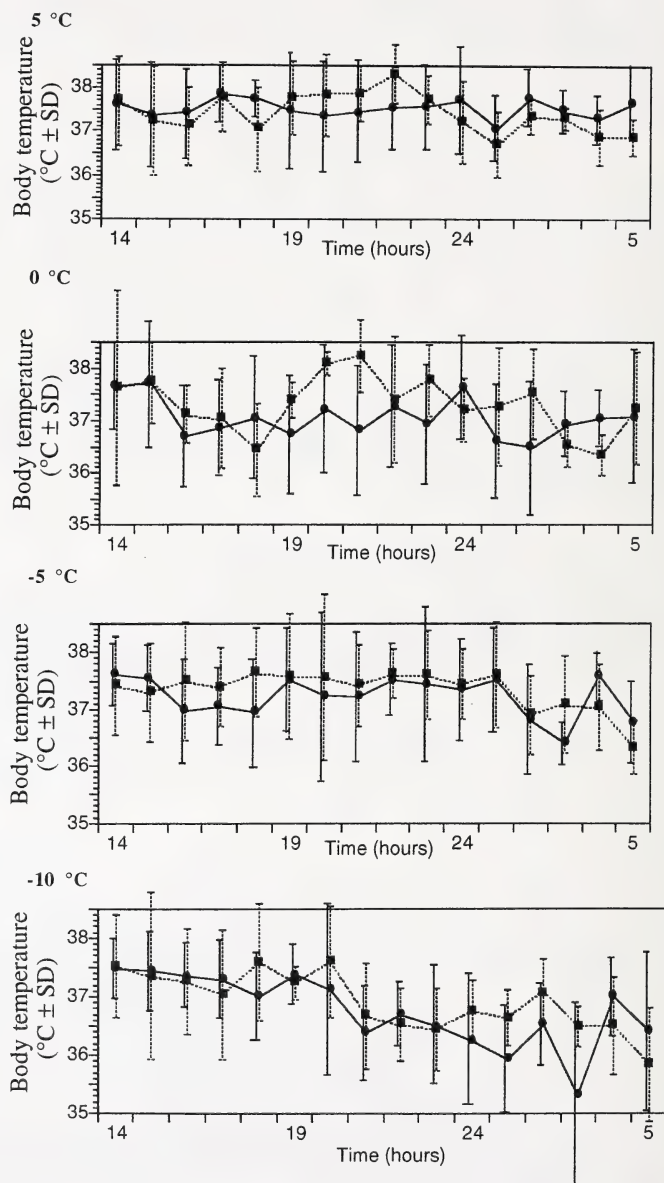 5 °C
Body temperature
(°C ± SD)
38
37
36
35
14 19 24 5
Time (hours)
0 °C
Body temperature
(°C ± SD)
38
37
36
35
14 19 24 5
Time (hours)
-5 °C
Body temperature
(°C ± SD)
38
37
36
35
14 19 24 5
Time (hours)
-10 °C
Body temperature
(°C ± SD)
38
37
36
35
14 19 24 5
Time (hours)